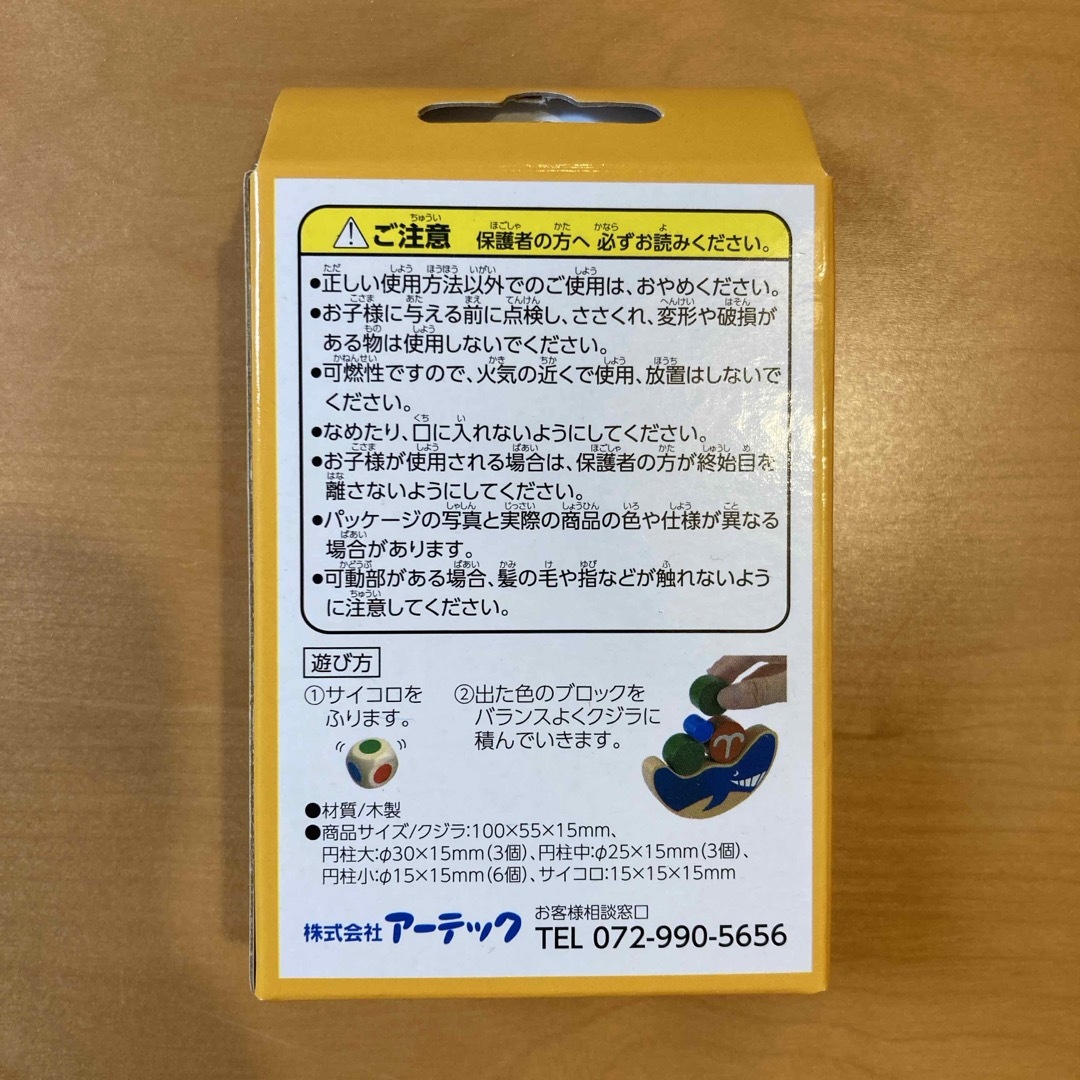 ご注意 保護者の方へ 必ずお読みください。
●正しい使用方法以外でのご使用は、おやめください。
●お子様に与える前に点検し、ささくれ、変形や破損が
ある物は使用しないでください。
●可燃性ですので、火気の近くで使用、放置はしないで
ください。
●なめたり、口に入れないようにしてください。
●お子様が使用される場合は、保護者の方が終始目を
離さないようにしてください。
●パッケージの写真と実際の商品の色や仕様が異なる
場合があります。
●可動部がある場合、髪の毛や指などが触れないよう
に注意してください。
遊び方
①サイコロを
ふります。
②出た色のブロックを
バランスよくクジラに
積んでいきます。
●材質/木製
●商品サイズ/クジラ:100×55×15mm、
円柱大:φ30×15mm(3個)、円柱中:φ25×15mm(3個)、
円柱小:φ15×15mm(6個)、サイコロ:15×15×15mm
株式会社 アーテック お客様相談窓口
TEL 072-990-5656